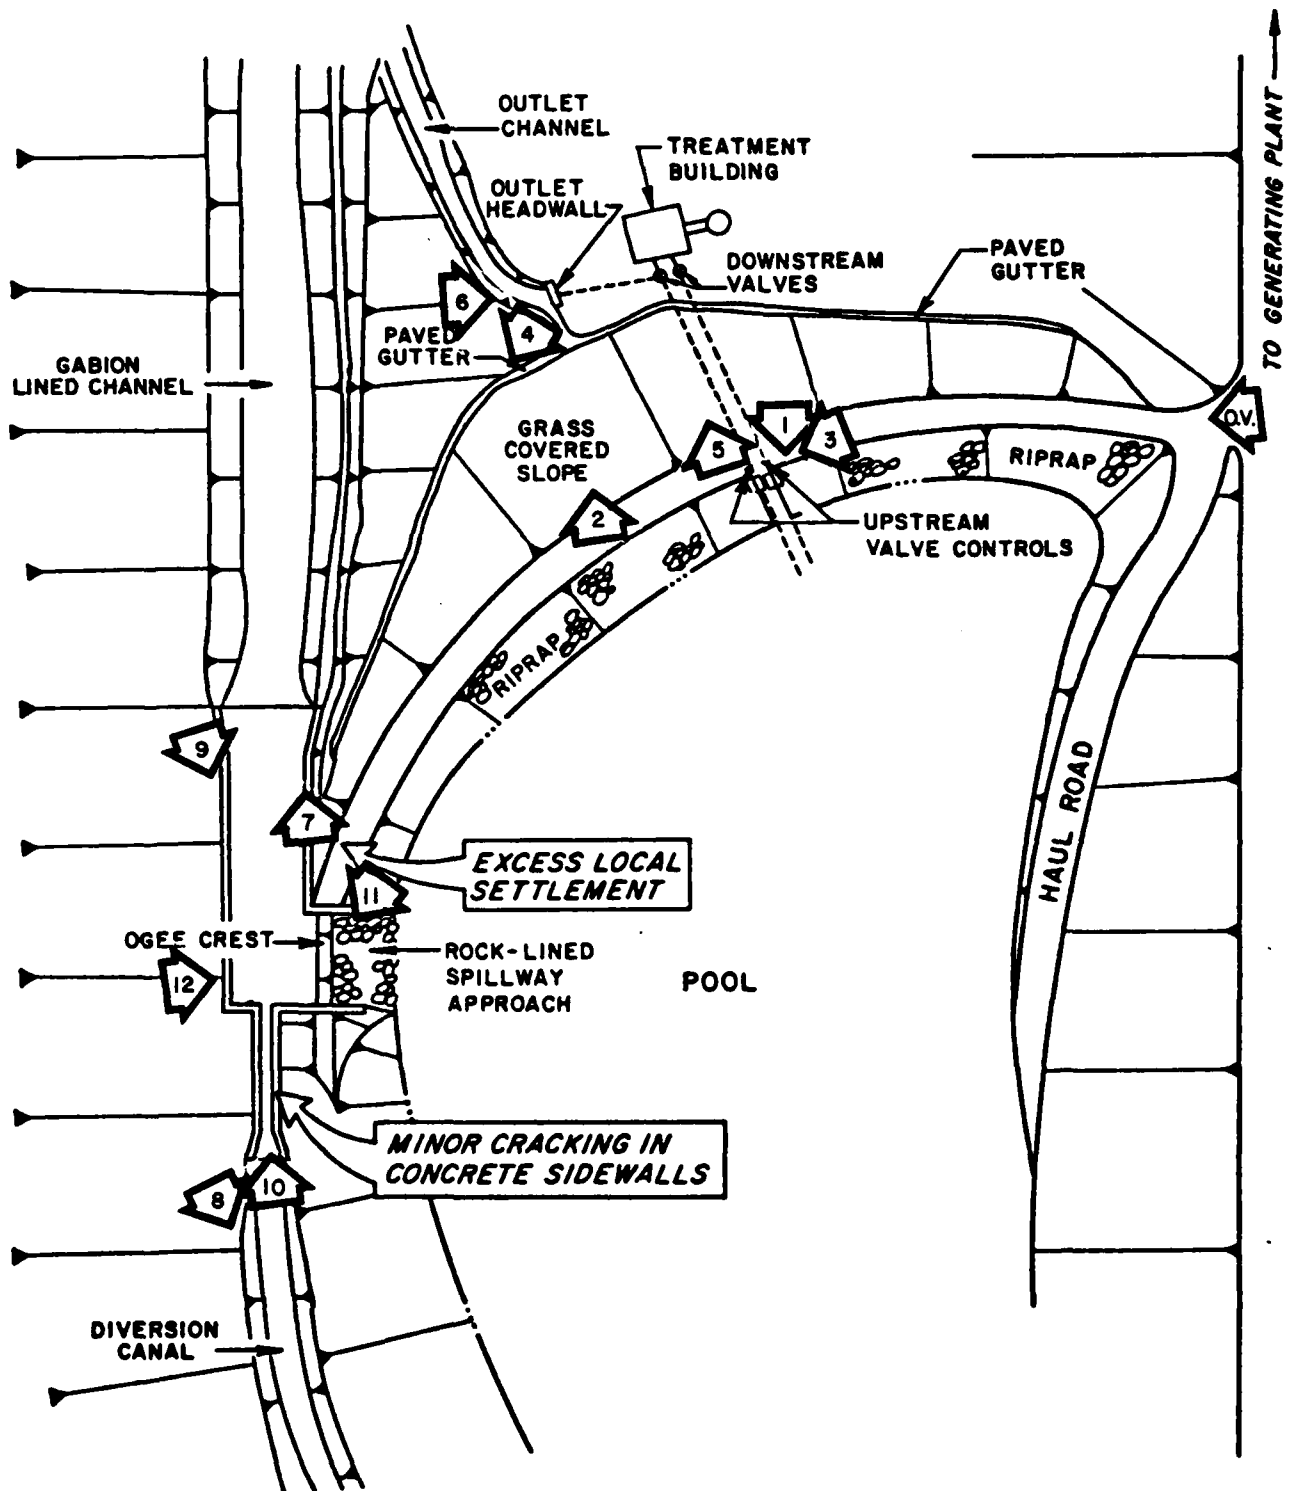 OUTLET
CHANNEL
TREATMENT
BUILDING
OUTLET
HEADWALL
TO GENERATING PLANT
DOWNSTREAM
VALVES
PAVED
GUTTER
6
4
PAVED
GUTTER
GABION
LINED CHANNEL
O.V.
GRASS
COVERED
SLOPE
1
3
5
RIPRAP
2
UPSTREAM
VALVE CONTROLS
RIPRAP
9
HAUL ROAD
7
EXCESS LOCAL
SETTLEMENT
11
OGEE CREST
ROCK-LINED
SPILLWAY
APPROACH
POOL
12
MINOR CRACKING IN
CONCRETE SIDEWALLS
8
10
DIVERSION
CANAL